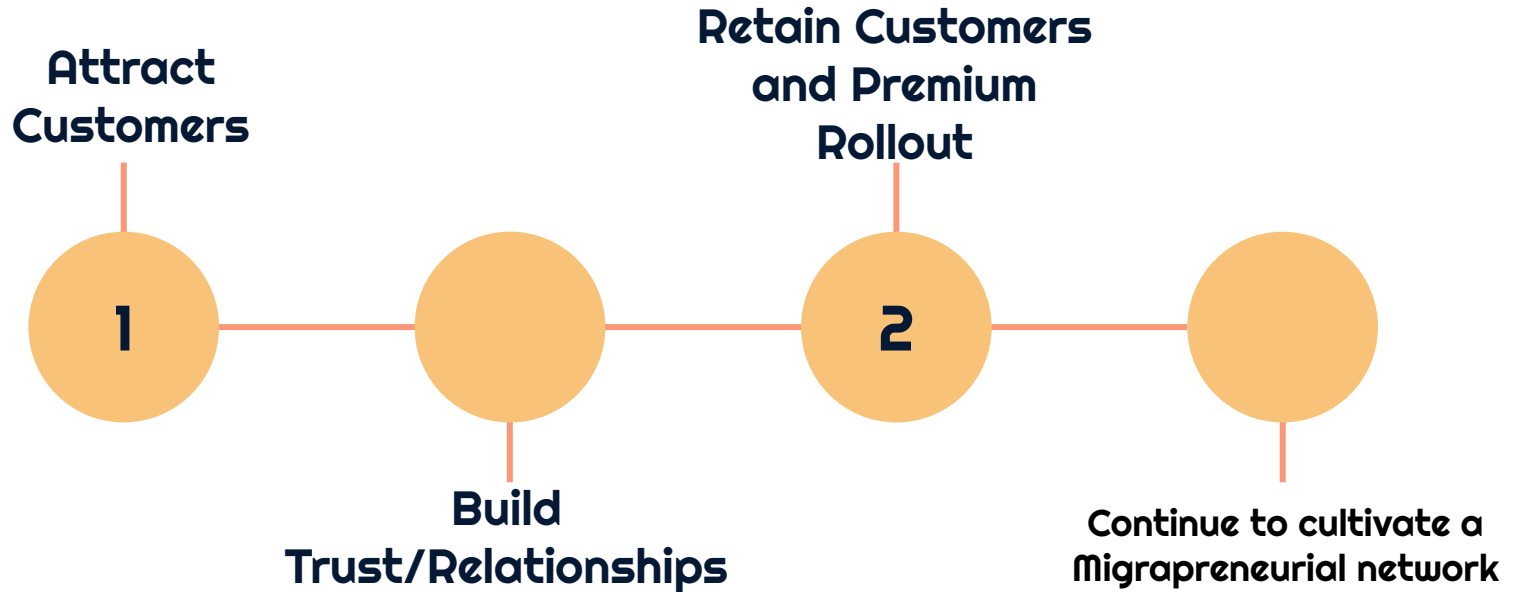 Attract
Customers
1
Build
Trust/Relationships
Retain Customers
and Premium
Rollout
2
Continue to cultivate a
Migrapreneurial network